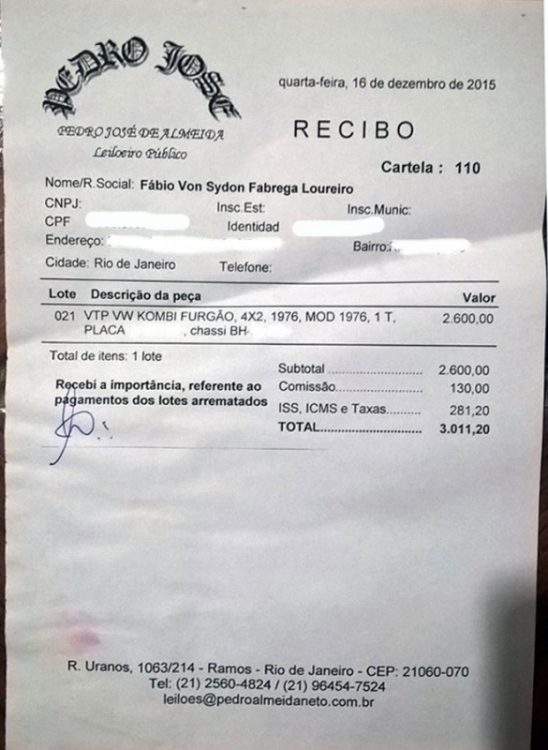 PEDRO JOSÉ
quarta-feira, 16 de dezembro de 2015
PEDRO JOSÉ DE ALMEIDA
Leiloeiro Público
RECIBO
Cartela : 110
Nome/R.Social: Fábio Von Sydon Fabrega Loureiro
CNPJ: Insc.Est: Insc.Munic:
CPF Identidad
Endereço: Bairro:
Cidade: Rio de Janeiro Telefone:
Lote Descrição da peça Valor
021 VTP VW KOMBI FURGÃO, 4X2, 1976, MOD 1976, 1 T, 2.600,00
PLACA , chassi BH
Total de itens: 1 lote
Subtotal ............................ 2.600,00
Comissão....................... 130,00
Recebi a importância, referente ao
pagamentos dos lotes arrematados
ISS, ICMS e Taxas.......... 281,20
TOTAL............................... 3.011,20
R. Uranos, 1063/214 - Ramos - Rio de Janeiro - CEP: 21060-070
Tel: (21) 2560-4824 / (21) 96454-7524
leiloes@pedroalmeidaneto.com.br